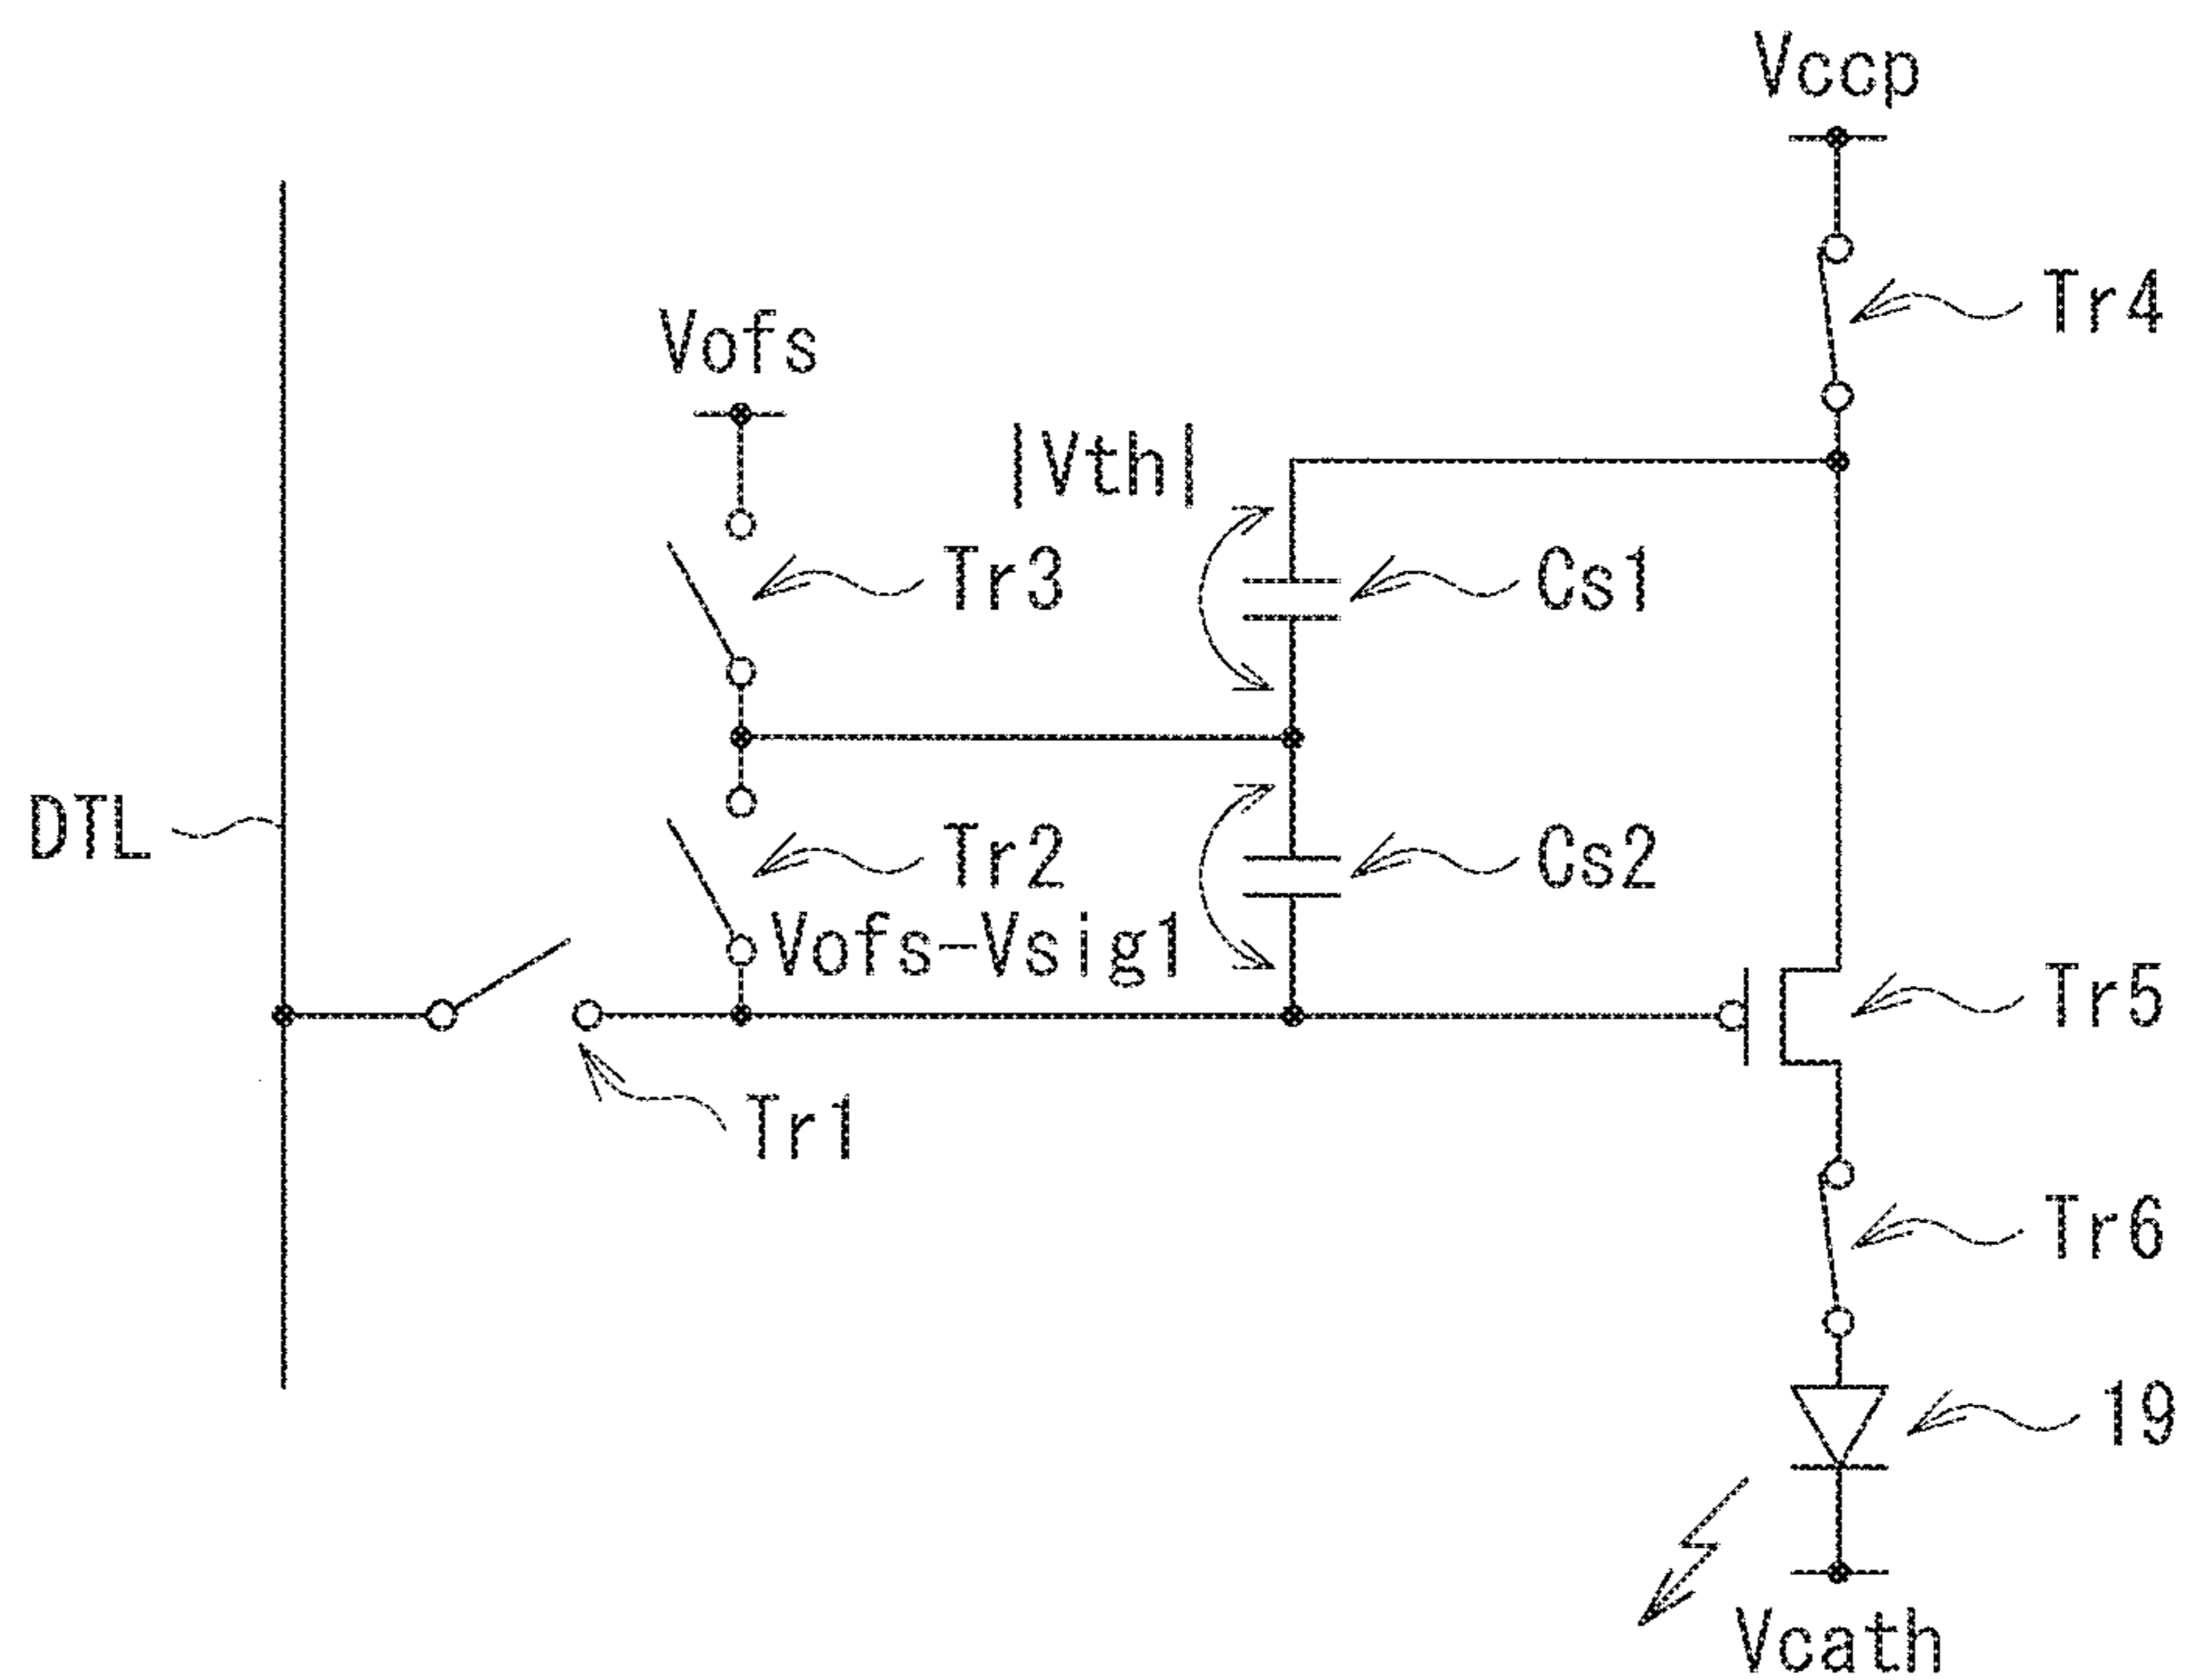 Vccp
Tr4
Vofs
|Vth|
Tr3
Cs1
DTL
Tr2
Cs2
Vofs-Vsig1
Tr5
Tr1
Tr6
19
Vcath